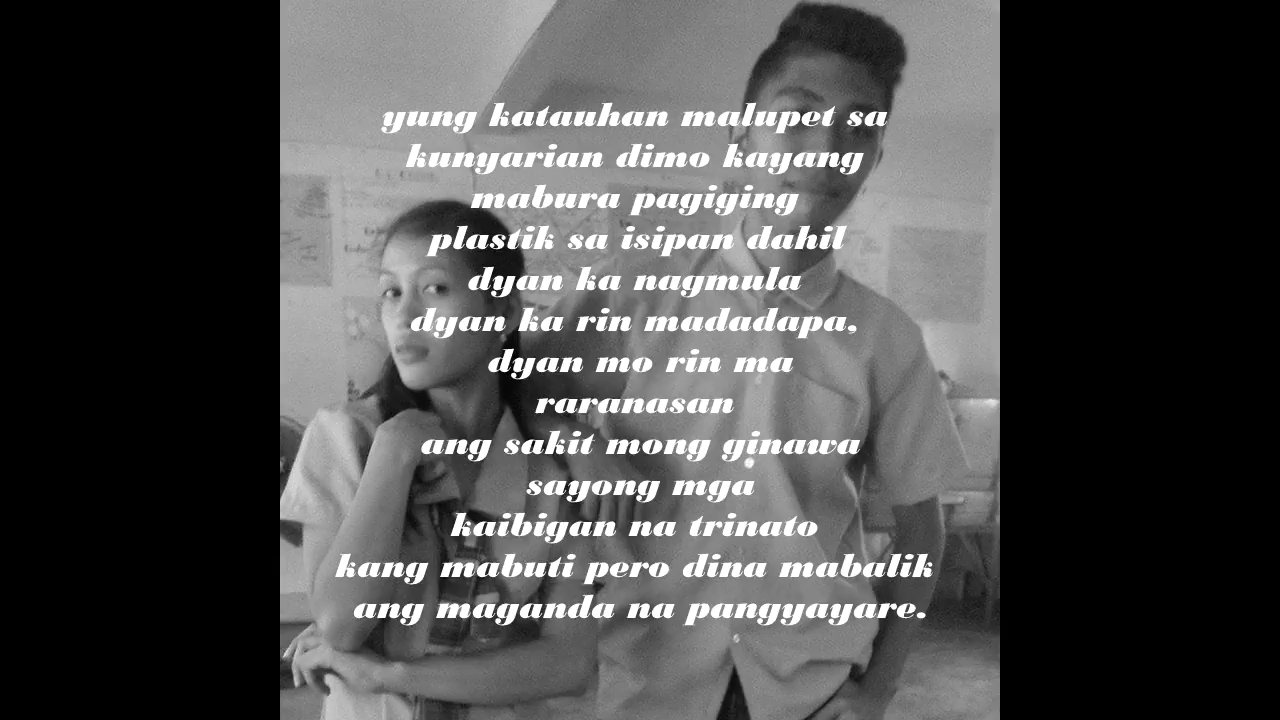 yung katauhan malupet sa
kunyarian dimo kayang
mabura pagiging
plastik sa isipan dahil
dyan ka nagmula
dyan ka rin madadapa,
dyan mo rin ma
raranasan
ang sakit mong ginawa
sayong mga
kaibigan na trinato
kang mabuti pero dina mabalik
ang maganda na pangyayare.